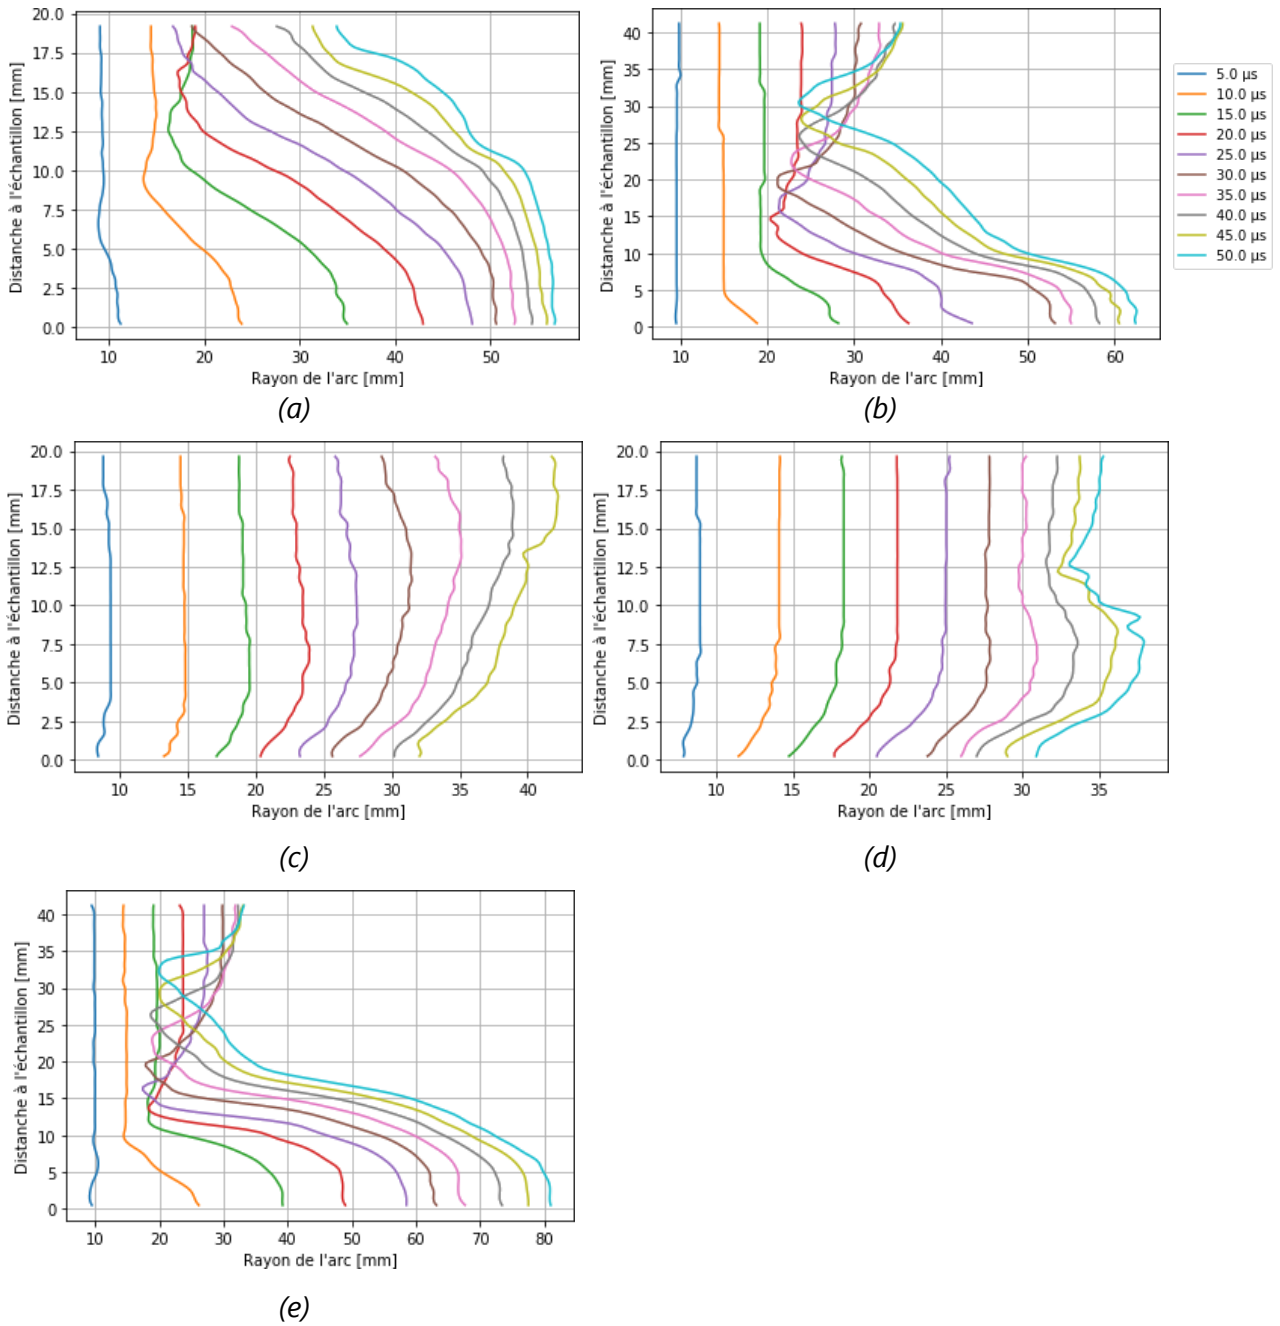 20.0
17.5
15.0
12.5
10.0
7.5
5.0
2.5
0.0
Distanche à l'échantillon [mm]
10 20 30 40 50
Rayon de l'arc [mm]
(a)
40
35
30
25
20
15
10
5
0
Distanche à l'échantillon [mm]
10 20 30 40 50 60
Rayon de l'arc [mm]
(b)
5.0 µs
10.0 µs
15.0 µs
20.0 µs
25.0 µs
30.0 µs
35.0 µs
40.0 µs
45.0 µs
50.0 µs
20.0
17.5
15.0
12.5
10.0
7.5
5.0
2.5
0.0
Distanche à l'échantillon [mm]
10 15 20 25 30 35 40
Rayon de l'arc [mm]
(c)
20.0
17.5
15.0
12.5
10.0
7.5
5.0
2.5
0.0
Distanche à l'échantillon [mm]
10 15 20 25 30 35
Rayon de l'arc [mm]
(d)
40
35
30
25
20
15
10
5
0
Distanche à l'échantillon [mm]
10 20 30 40 50 60 70 80
Rayon de l'arc [mm]
(e)